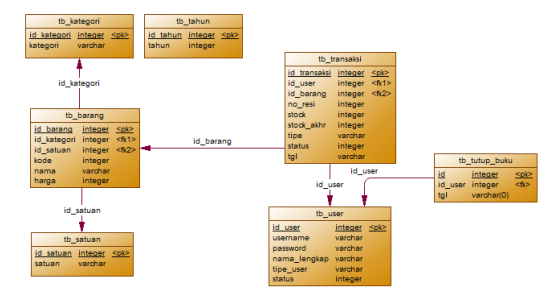 tb_kategori
id_kategori integer <pk>
kategori varchar
tb_tahun
id_tahun integer <pk>
tahun integer
tb_transaksi
id_transaksi integer <pk>
id_user integer <fk1>
id_barang integer <fk2>
no_resi integer
stock integer
stock_akhr integer
tipe varchar
status integer
tgl varchar
id_kategori
tb_barang
id_barang integer <pk>
id_kategori integer <fk1>
id_satuan integer <fk2>
kode integer
nama varchar
harga integer
id_barang
tb_tutup_buku
id integer <pk>
id_user integer <fk>
tgl varchar(0)
id_user
id_user
id_satuan
tb_satuan
id_satuan integer <pk>
satuan varchar
tb_user
id_user integer <pk>
username varchar
password varchar
nama_lengkap varchar
tipe_user varchar
status integer